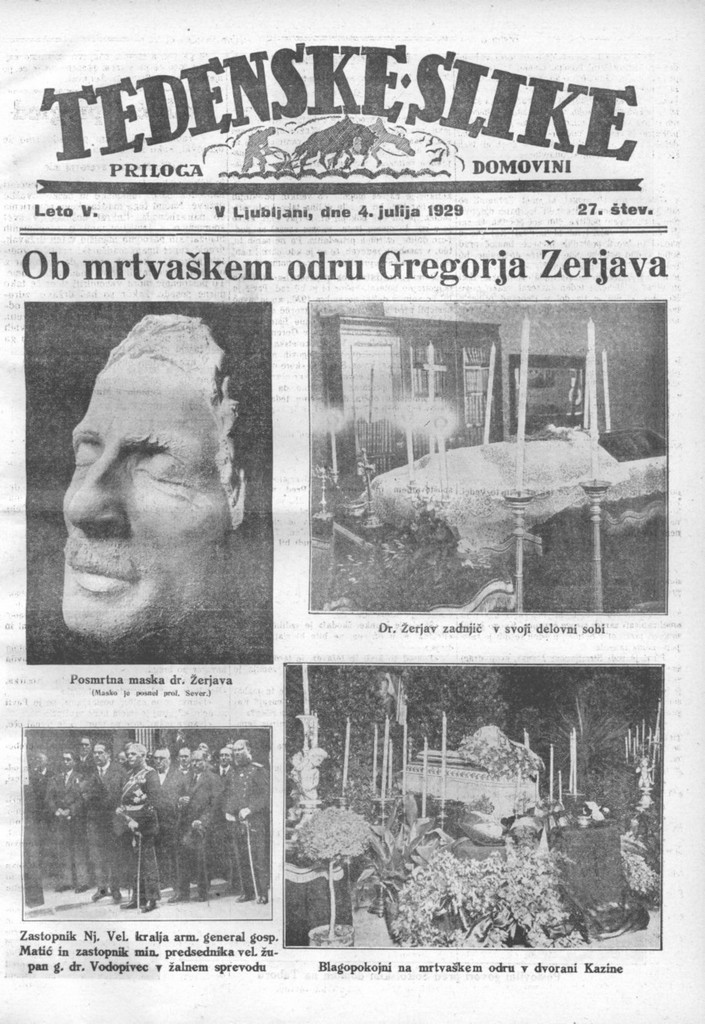 TEDENSKE·SLIKE
PRILOGA DOMOVINI
Leto V. V Ljubljani, dne 4. julija 1929 27. štev.
Ob mrtvaškem odru Gregorja Žerjava
Dr. Žerjav zadnjič v svoji delovni sobi
Posmrtna maska dr. Žerjava
(Masko je posnel prof. Sever.)
Zastopnik Nj. Vel. kralja arm. general gosp.
Matić in zastopnik min. predsednika vel. žu-
pan g. dr. Vodopivec v žalnem sprevodu
Blagopokojni na mrtvaškem odru v dvorani Kazine